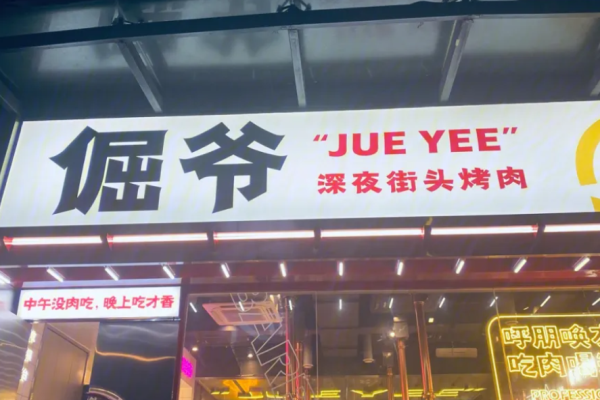 倔爷
"JUE YEE"
深夜街头烤肉
中午没肉吃，晚上吃才香
呼朋唤
吃肉喝
PROFESSI